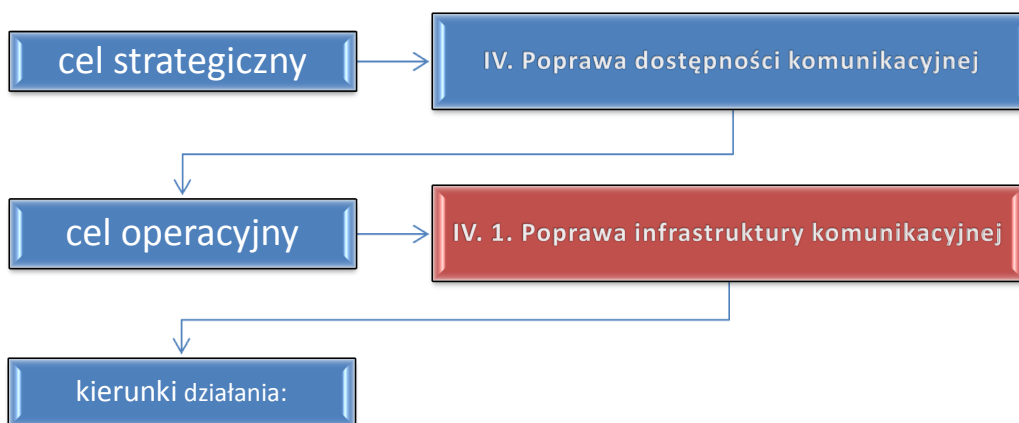 cel strategiczny
IV. Poprawa dostępności komunikacyjnej
cel operacyjny
IV. 1. Poprawa infrastruktury komunikacyjnej
kierunki działania: